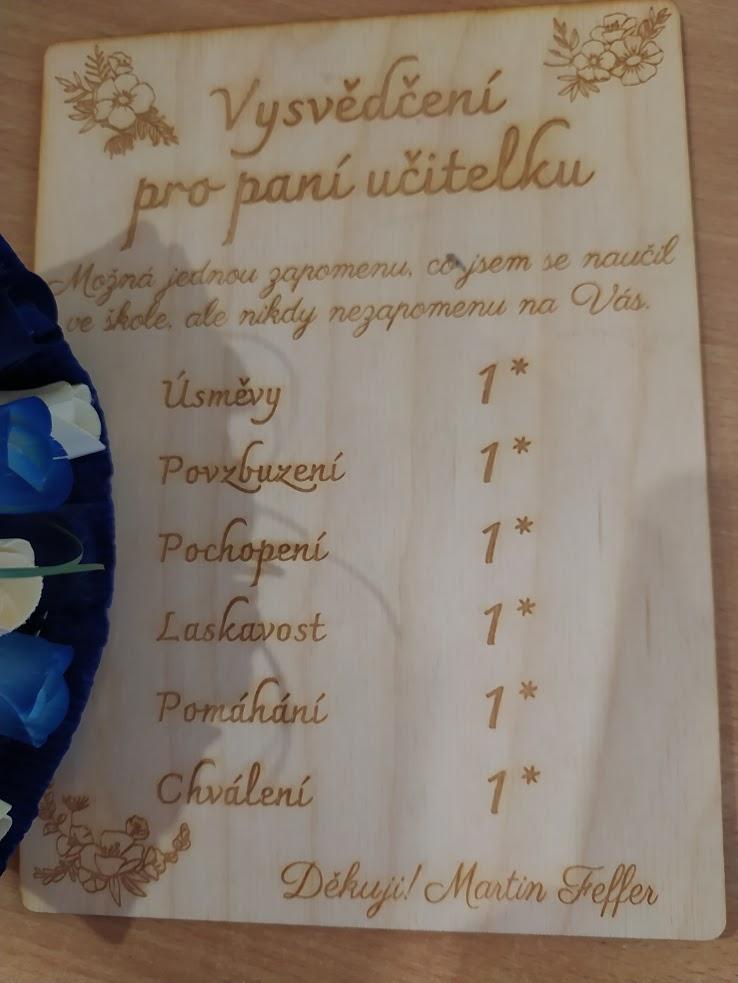 Vysvědčení
pro paní učitelku
Možná jednou zapomenu, co jsem se naučil
ve škole, ale nikdy nezapomenu na Vás.
Úsměvy 1*
Povzbuzení 1*
Pochopení 1*
Laskavost 1*
Pomáhání 1*
Chválení 1*
Děkuji! Martin Feffer